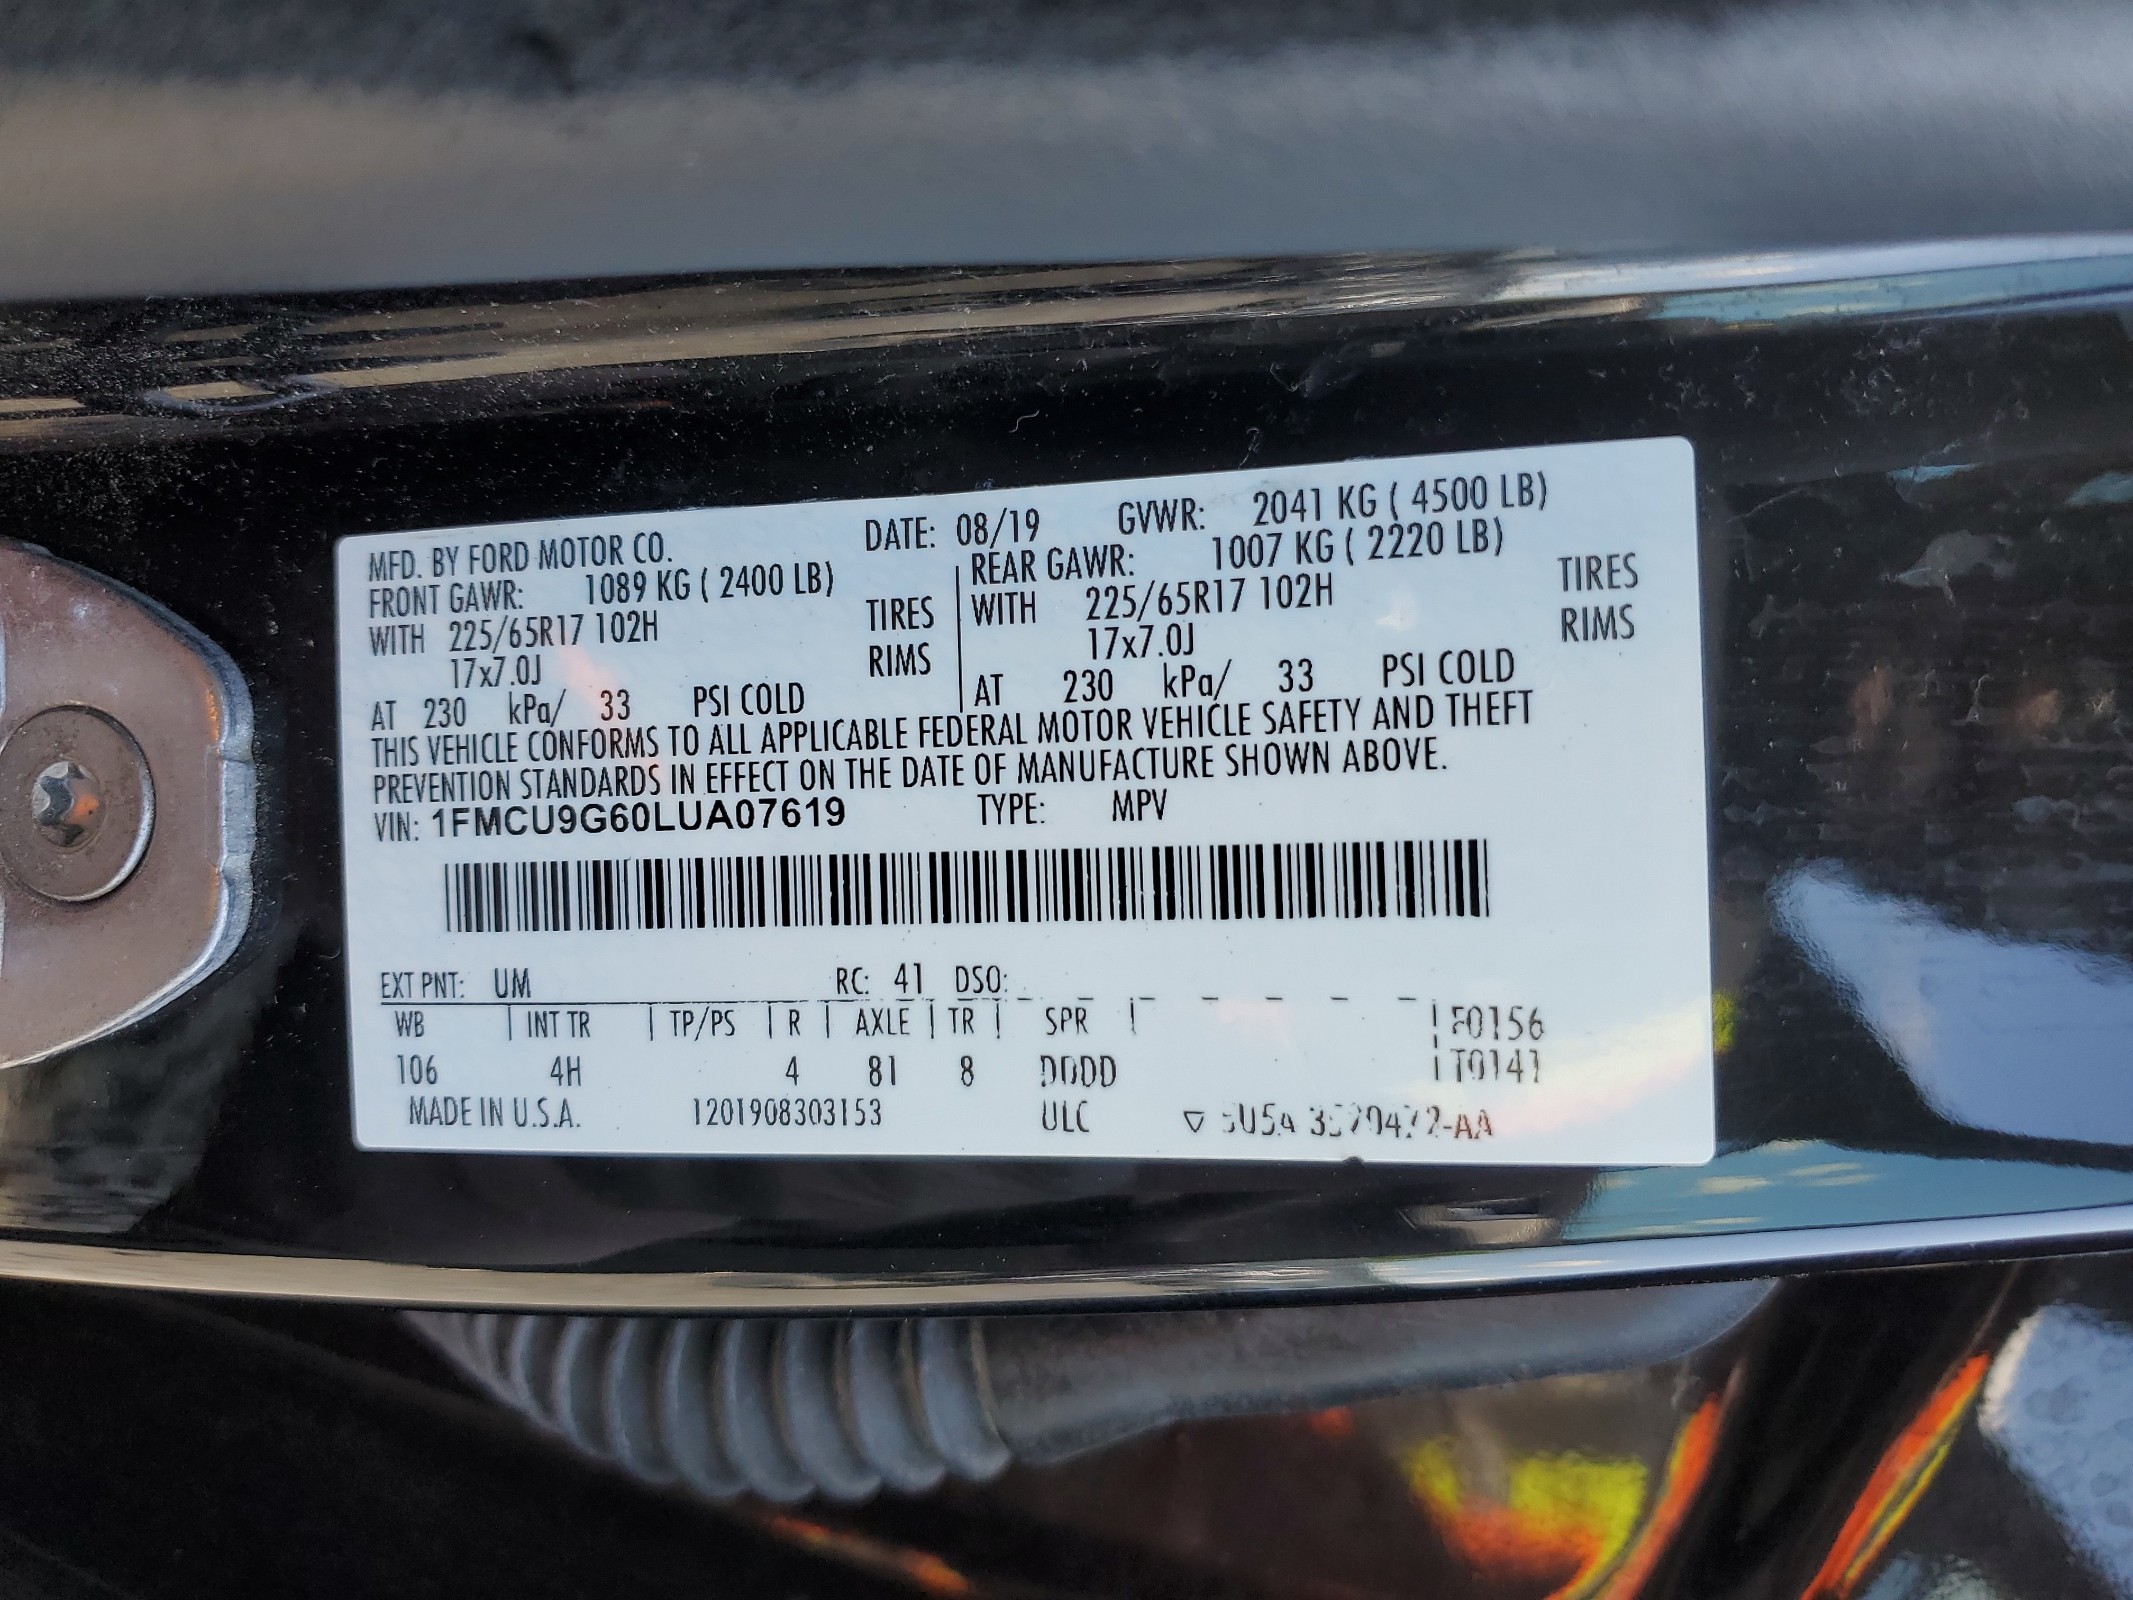 MFD. BY FORD MOTOR CO. DATE: 08/19 GVWR: 2041 KG ( 4500 LB)
FRONT GAWR: 1089 KG ( 2400 LB) REAR GAWR: 1007 KG ( 2220 LB)
WITH 225/65R17 102H TIRES WITH 225/65R17 102H TIRES
17x7.0J RIMS 17x7.0J RIMS
AT 230 kPa/ 33 PSI COLD AT 230 kPa/ 33 PSI COLD
THIS VEHICLE CONFORMS TO ALL APPLICABLE FEDERAL MOTOR VEHICLE SAFETY AND THEFT
PREVENTION STANDARDS IN EFFECT ON THE DATE OF MANUFACTURE SHOWN ABOVE.
VIN: 1FMCU9G60LUA07619 TYPE: MPV
EXT PNT: UM RC: 41 DSO:
WB | INT TR | TP/PS | R | AXLE | TR | SPR | | F0156
106 4H 4 81 8 DDDD | T0141
MADE IN U.S.A. 1201908303153 ULC